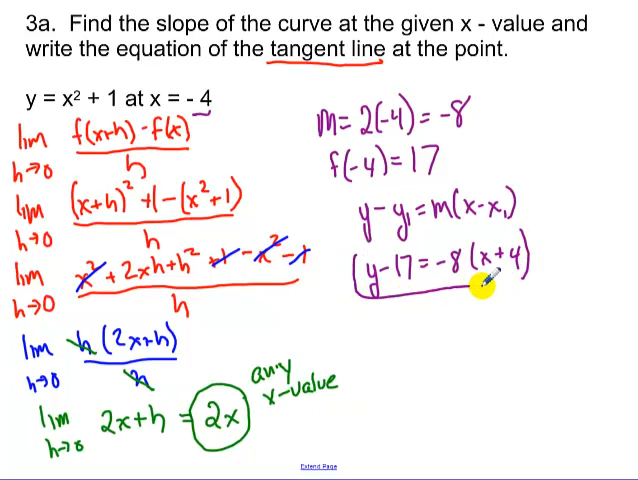 3a. Find the slope of the curve at the given x - value and
write the equation of the tangent line at the point.
y = x² + 1 at x = - 4
lim h→0 f(x+h) - f(x) / h
lim h→0 (x+h)² + 1 - (x² + 1) / h
lim h→0 x² + 2xh + h² + 1 - x² - 1 / h
lim h→0 h (2x+h) / h
lim h→0 2x+h = 2x
any
x-value
m = 2(-4) = -8
f(-4) = 17
y - y₁ = m(x - x₁)
y - 17 = -8 (x + 4)
Extend Page